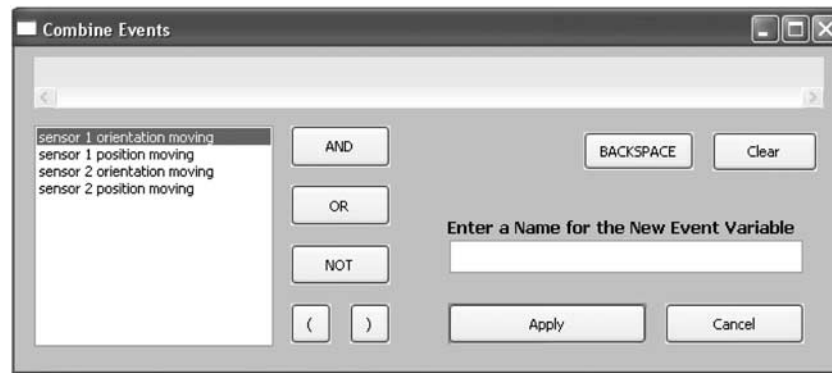 Combine Events
sensor 1 orientation moving
sensor 1 position moving
sensor 2 orientation moving
sensor 2 position moving
AND
OR
NOT
( )
BACKSPACE Clear
Enter a Name for the New Event Variable
Apply Cancel